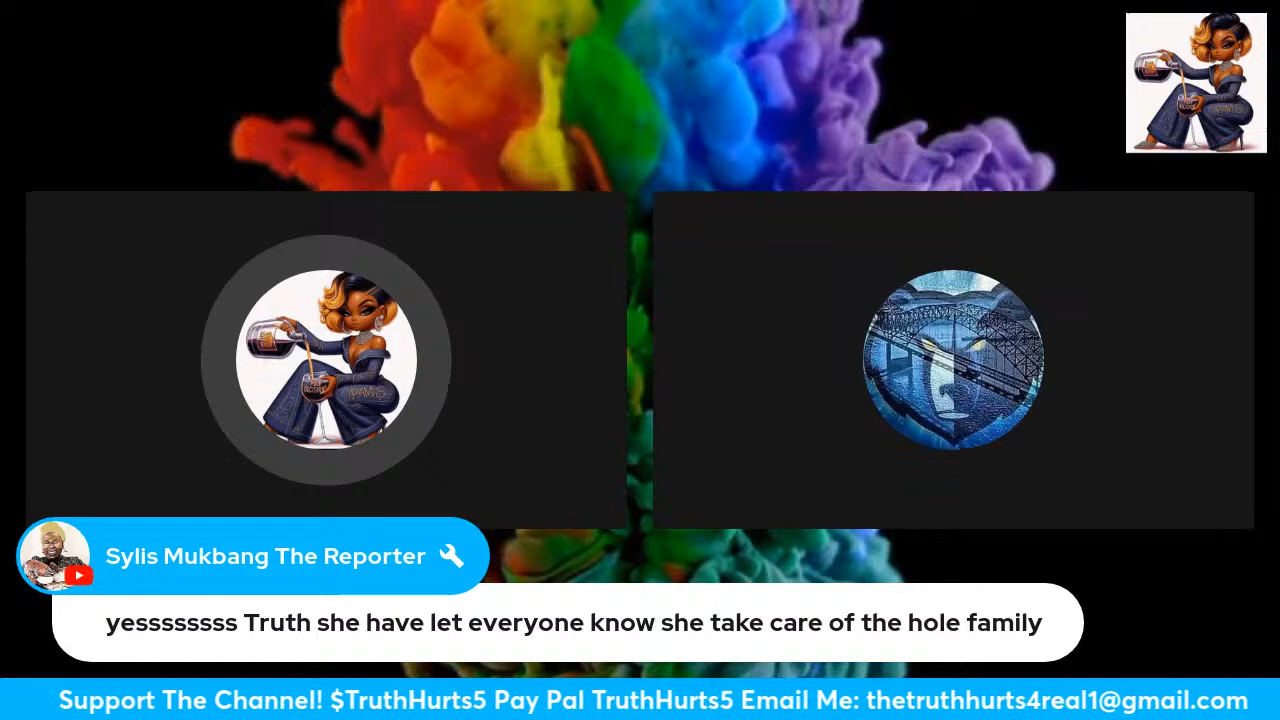 Sylis Mukbang The Reporter
yessssssss Truth she have let everyone know she take care of the hole family
Support The Channel! $TruthHurts5 Pay Pal TruthHurts5 Email Me: thetruthhurts4real1@gmail.com